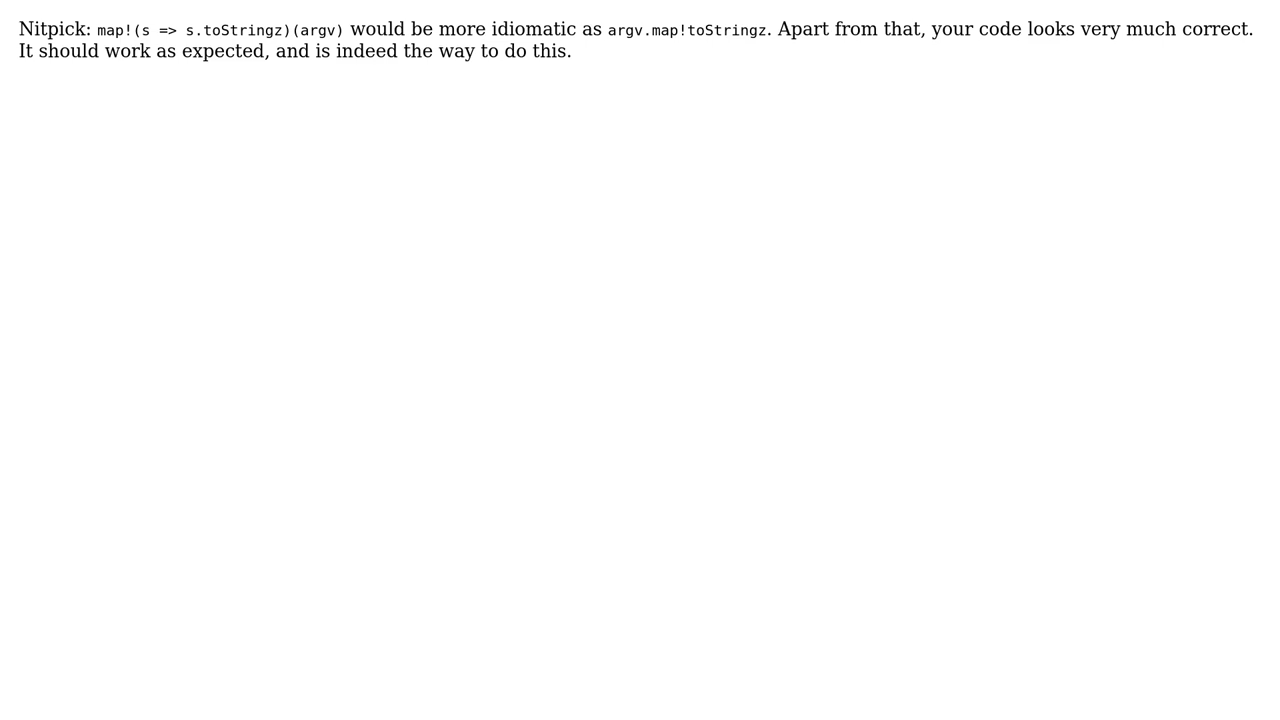 Nitpick: map!(s => s.toStringz)(argv) would be more idiomatic as argv.map!toStringz. Apart from that, your code looks very much correct.
It should work as expected, and is indeed the way to do this.